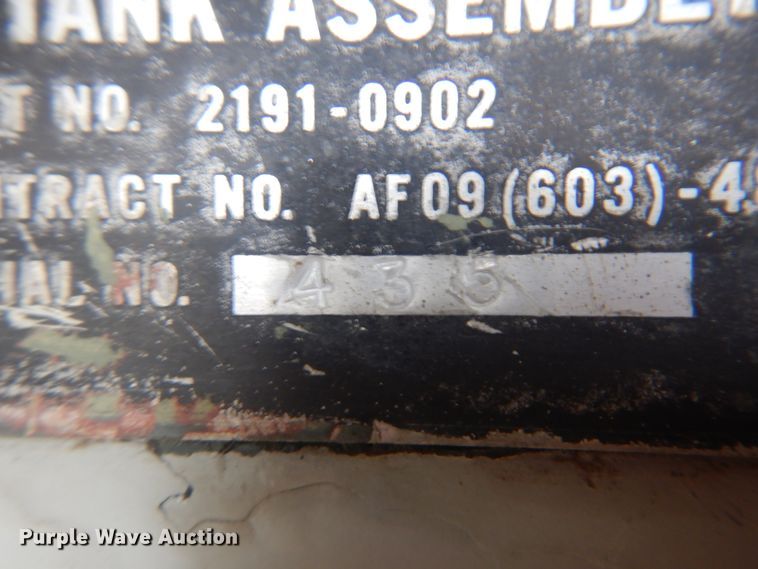 TANK ASSEMBL
T NO. 2191-0902
NTRACT NO. AF09(603)-4
IAL NO. 435
Purple Wave Auction